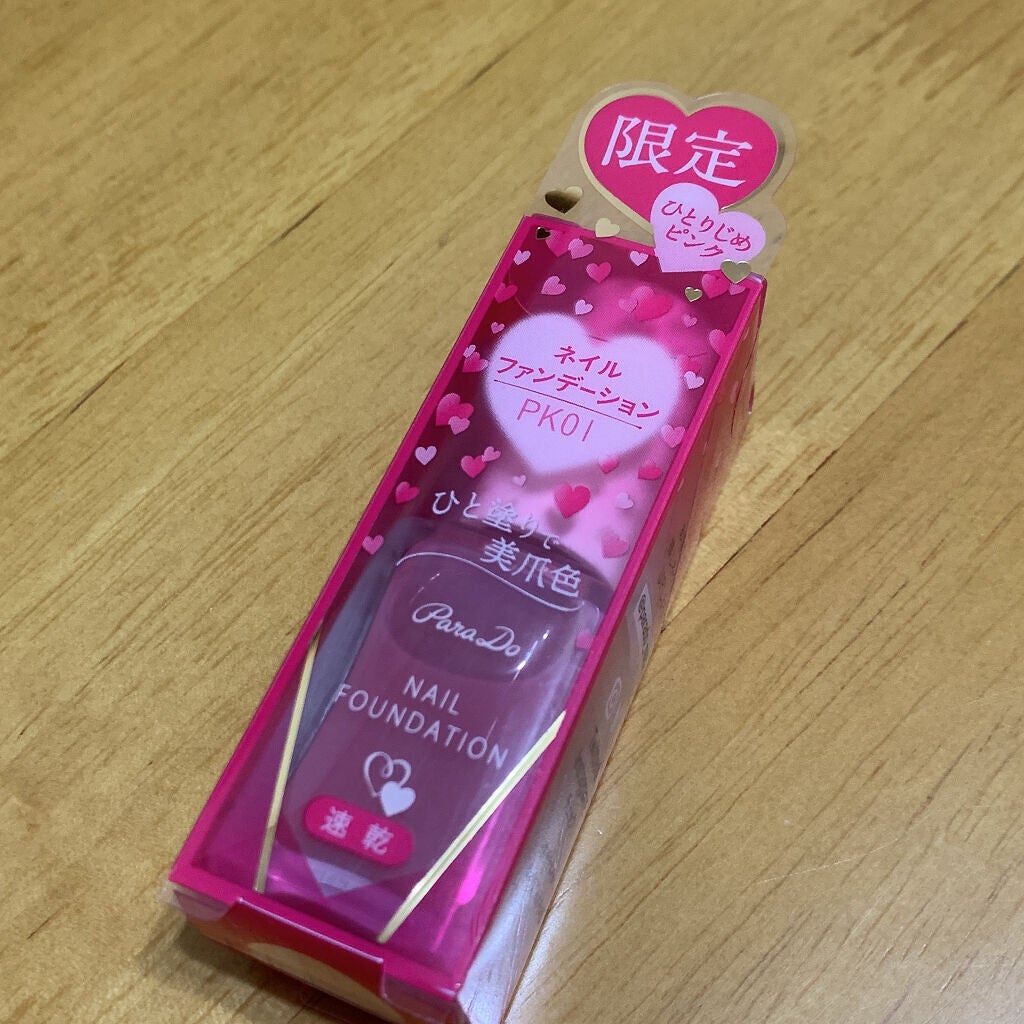 限定
ひとりじめ
ピンク
ネイル
ファンデーション
PK01
ひと塗りで
美爪色
ParaDo
NAIL
FOUNDATION
速乾